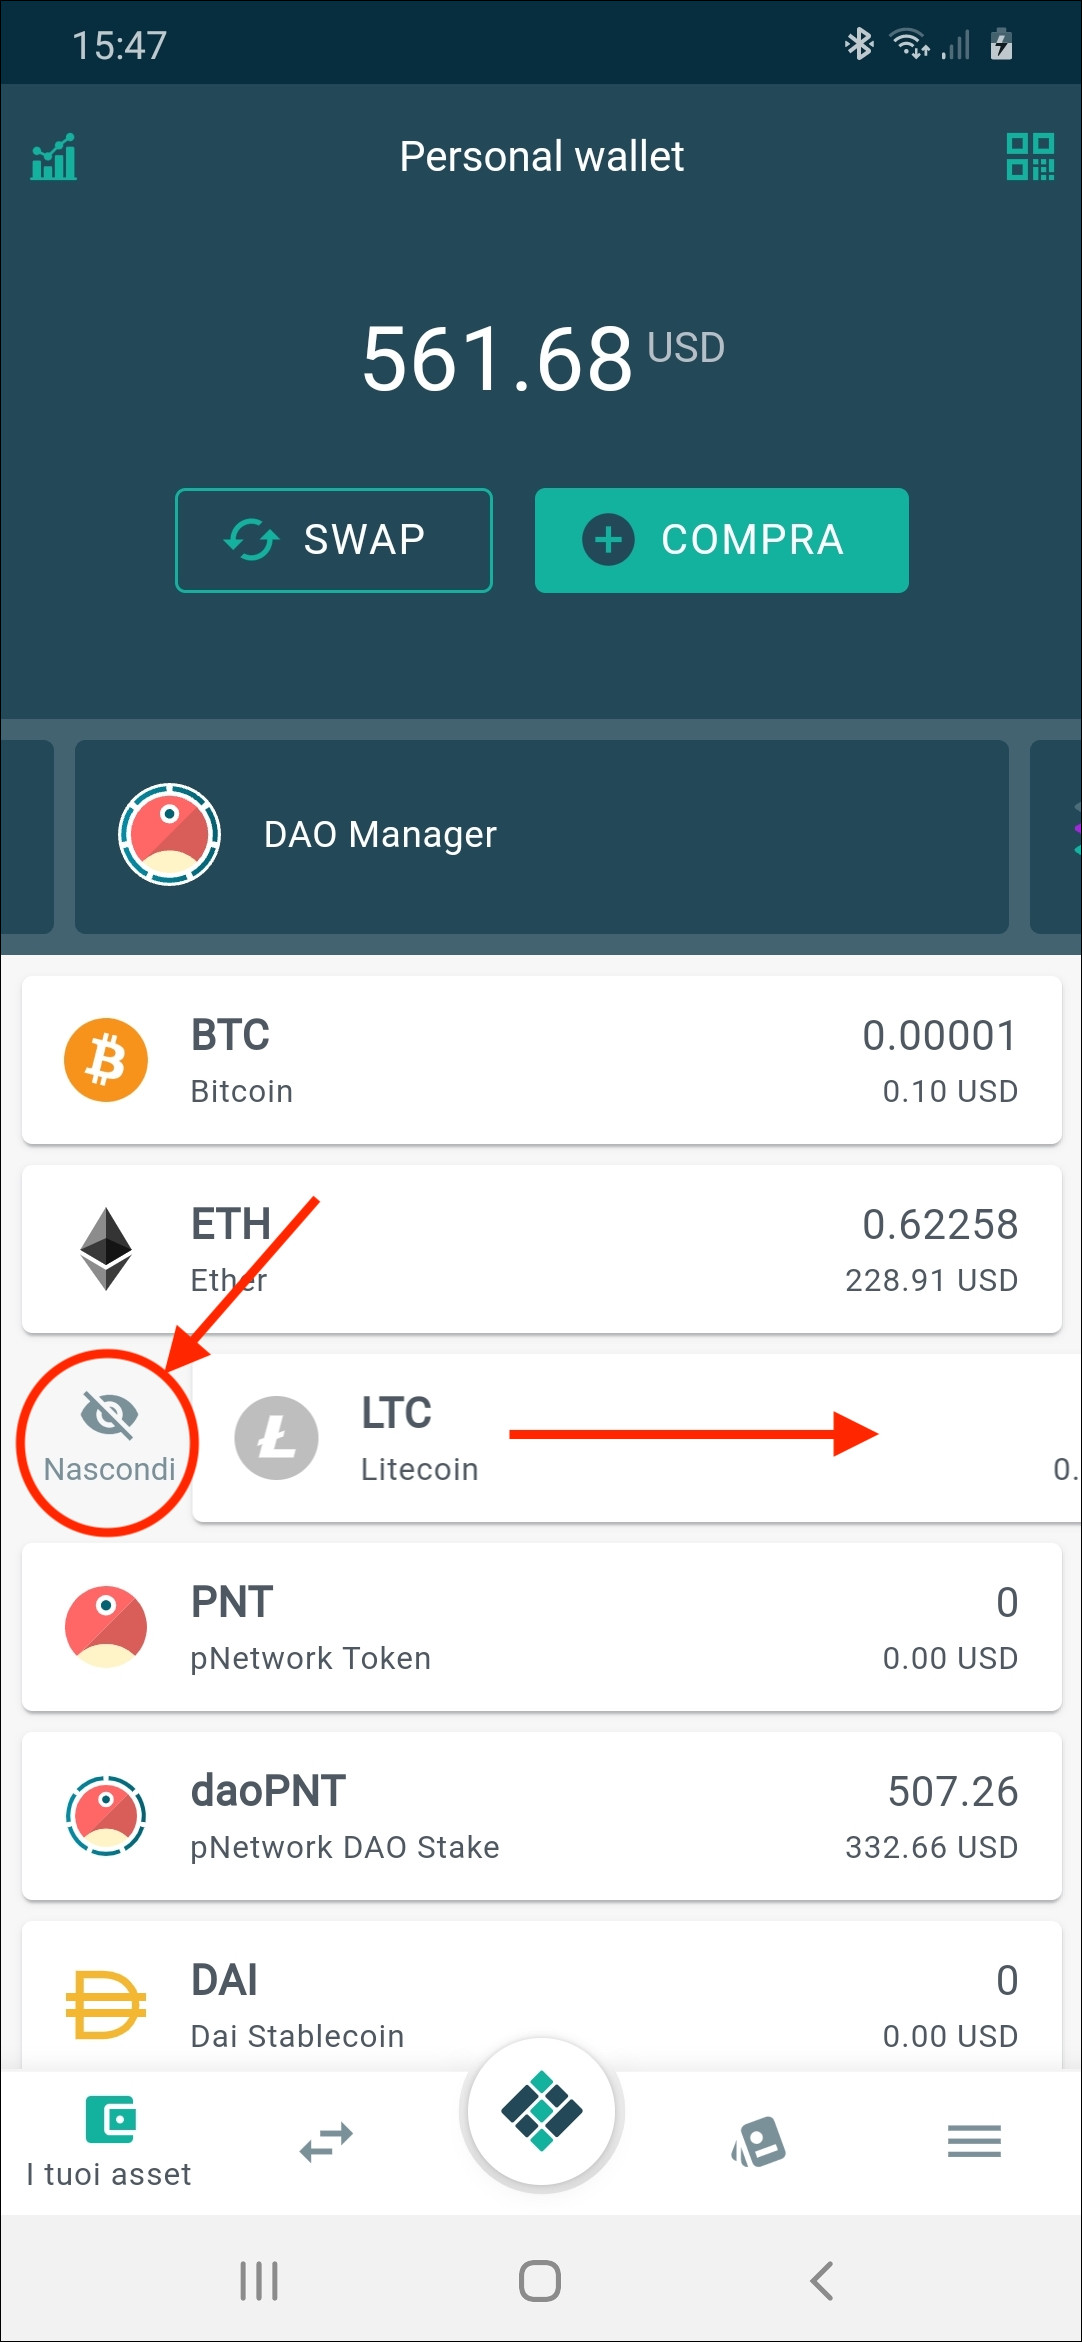 15:47
Personal wallet
561.68 USD
SWAP
COMPRA
DAO Manager
BTC
0.00001
Bitcoin
0.10 USD
ETH
0.62258
Ether
228.91 USD
Nascondi
LTC
Litecoin
0.
PNT
0
pNetwork Token
0.00 USD
daoPNT
507.26
pNetwork DAO Stake
332.66 USD
DAI
0
Dai Stablecoin
0.00 USD
I tuoi asset